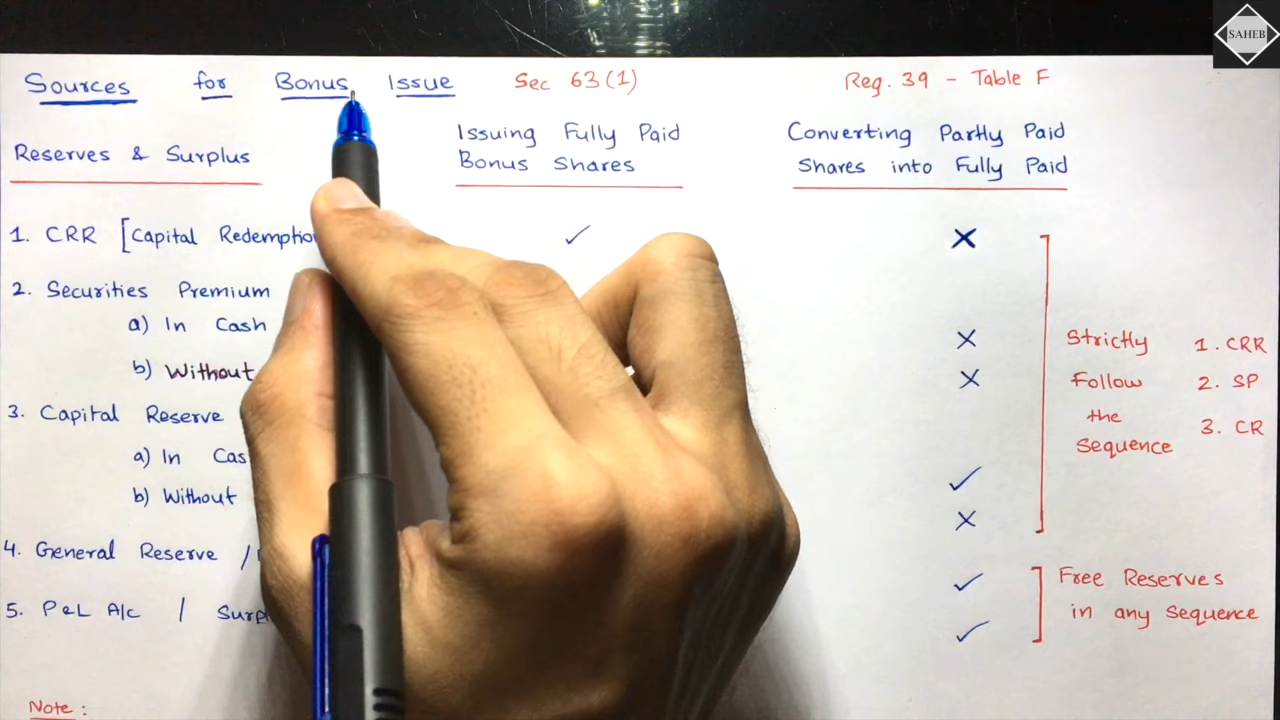 SAHEB
Sources for Bonus Issue Sec 63(1) Reg. 39 - Table F
Reserves & Surplus
Issuing Fully Paid
Bonus Shares
Converting Partly Paid
Shares into Fully Paid
1. CRR [Capital Redemptio ✓ ✗
2. Securities Premium
a) In Cash ✗
b) Without ✗
3. Capital Reserve
a) In Cas ✓
b) Without ✗
Strictly
Follow
the
Sequence
1. CRR
2. SP
3. CR
4. General Reserve / ✓
5. P&L A/c / Surpl ✓
Free Reserves
in any Sequence
Note :